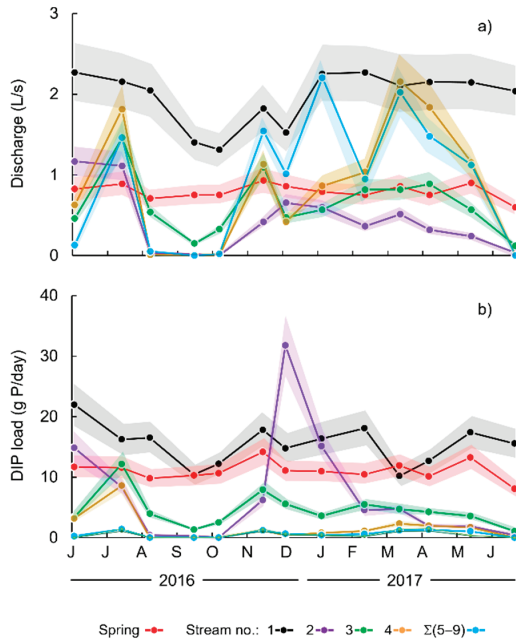 a)
3
2
1
0
Discharge (L/s)
b)
40
30
20
10
0
DIP load (g P/day)
J J A S O N D J F M A M J
2016 2017
Spring Stream no.: 1 2 3 4 Σ(5–9)